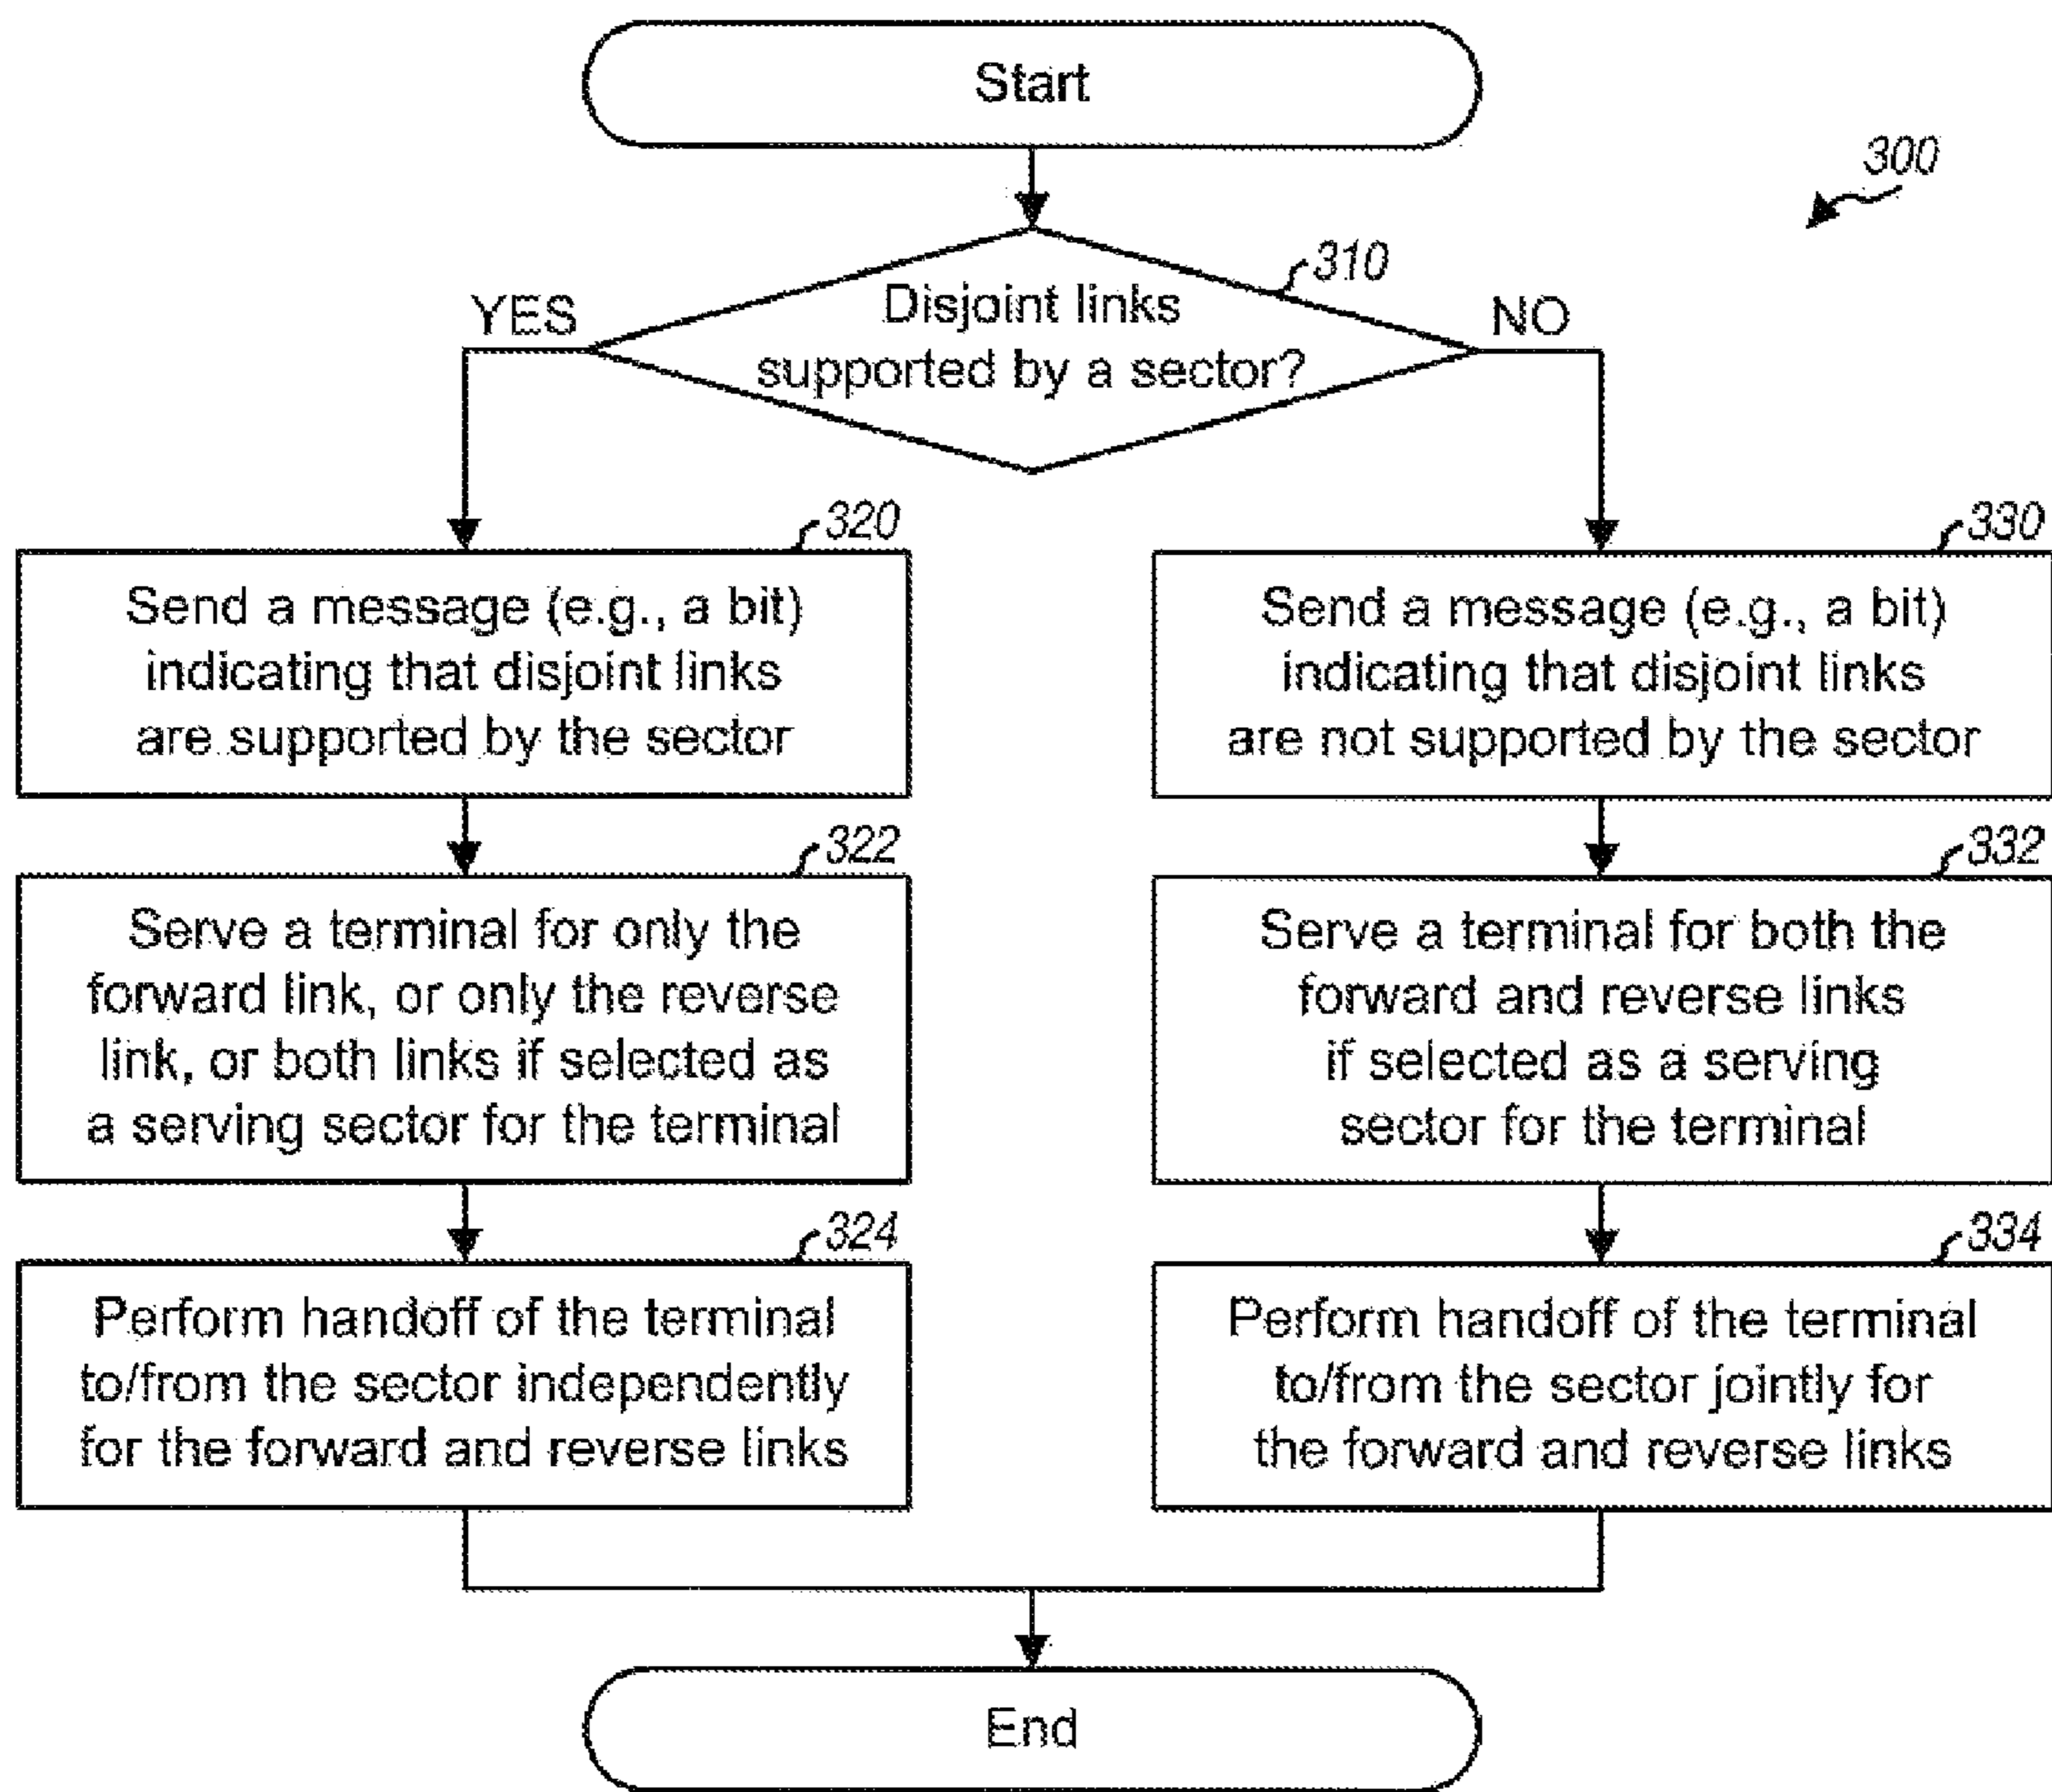 Start
300
310
Disjoint links
supported by a sector?
YES
NO
320
Send a message (e.g., a bit)
indicating that disjoint links
are supported by the sector
330
Send a message (e.g., a bit)
indicating that disjoint links
are not supported by the sector
322
Serve a terminal for only the
forward link, or only the reverse
link, or both links if selected as
a serving sector for the terminal
332
Serve a terminal for both the
forward and reverse links
if selected as a serving
sector for the terminal
324
Perform handoff of the terminal
to/from the sector independently
for the forward and reverse links
334
Perform handoff of the terminal
to/from the sector jointly for
the forward and reverse links
End